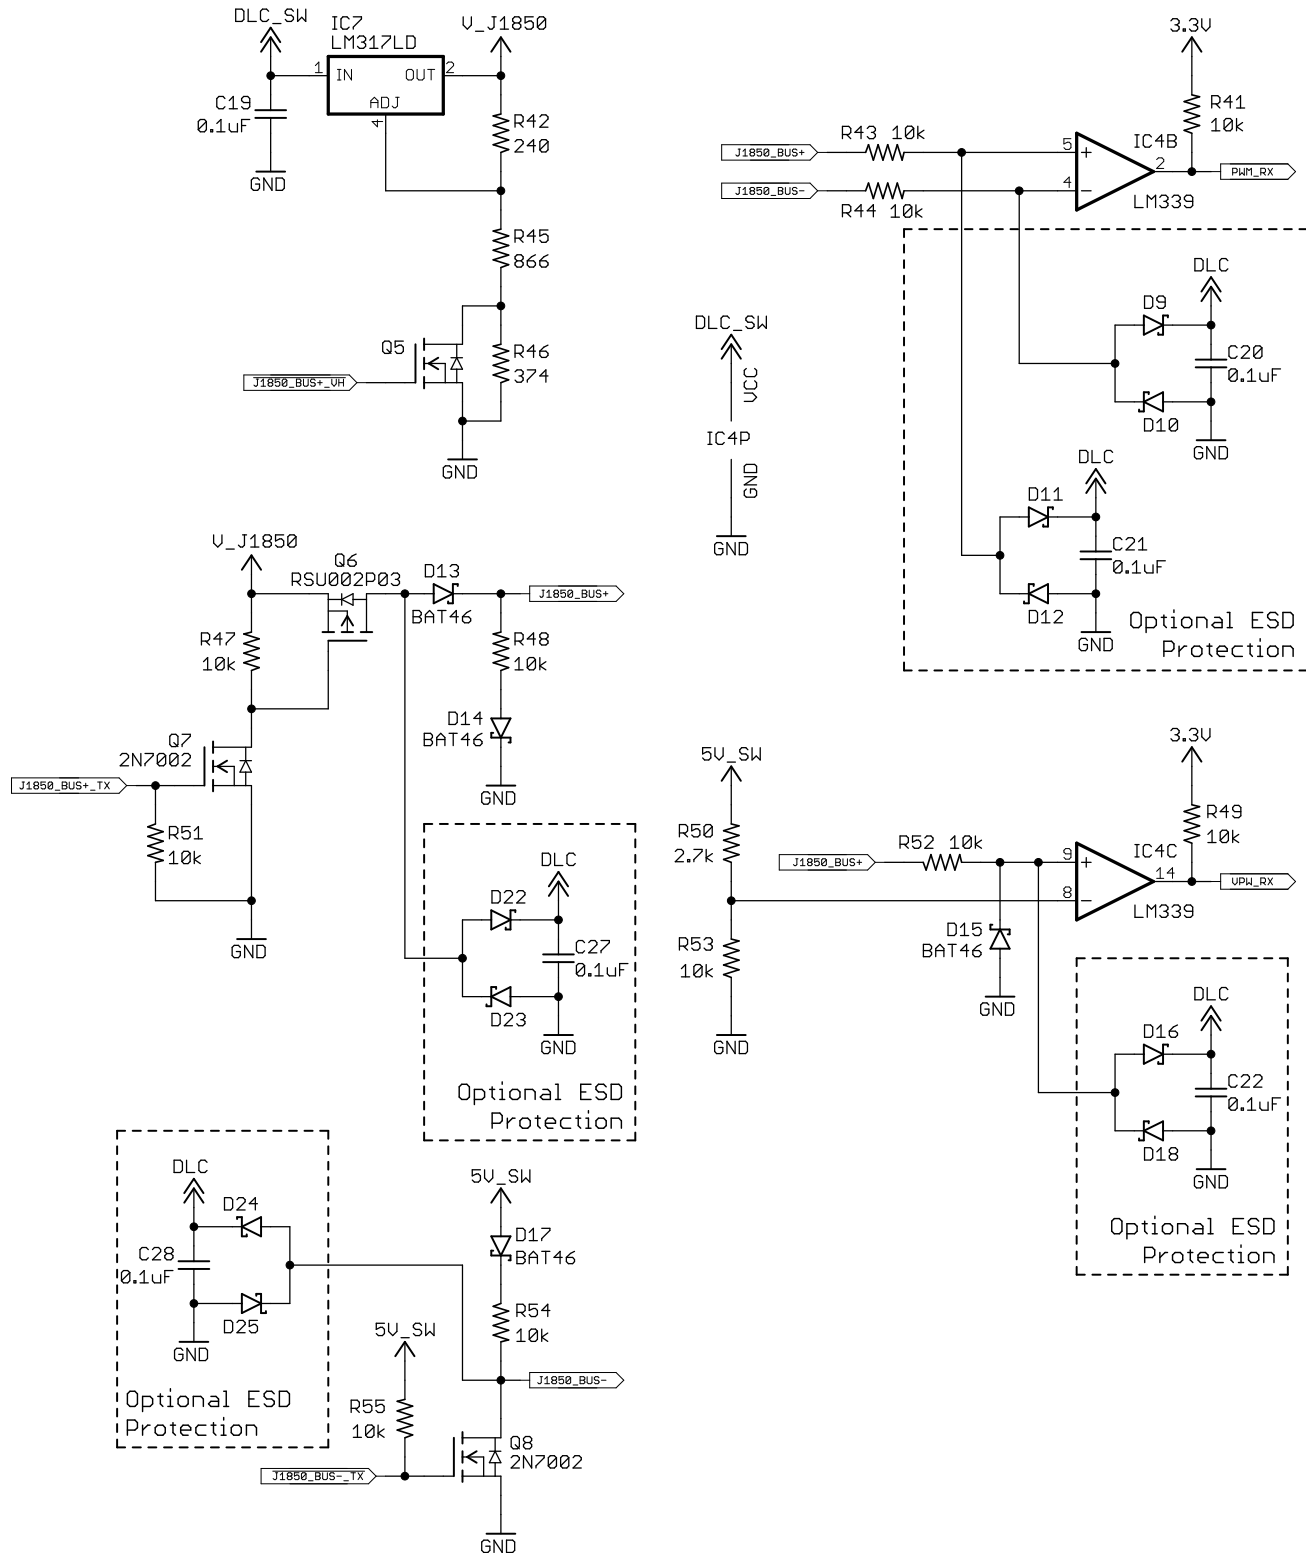 DLC_SW
IC7
LM317LD
V_J1850
1
IN
OUT
2
ADJ
4
C19
0.1uF
GND
R42
240
R45
866
Q5
R46
374
J1850_BUS+_VH
GND
3.3V
R41
10k
R43 10k
J1850_BUS+
5
IC4B
2
PWM_RX
J1850_BUS-
4
R44 10k
LM339
DLC
D9
C20
0.1uF
D10
GND
DLC_SW
VCC
IC4P
GND
GND
DLC
D11
C21
0.1uF
D12
GND
Optional ESD
Protection
V_J1850
Q6
RSU002P03
D13
BAT46
J1850_BUS+
R47
10k
R48
10k
D14
BAT46
GND
Q7
2N7002
J1850_BUS+_TX
R51
10k
GND
DLC
D22
C27
0.1uF
D23
GND
Optional ESD
Protection
5V_SW
3.3V
R50
2.7k
R52 10k
J1850_BUS+
9
IC4C
R49
10k
14
VPW_RX
8
LM339
R53
10k
D15
BAT46
GND
GND
DLC
D16
C22
0.1uF
D18
GND
Optional ESD
Protection
DLC
D24
C28
0.1uF
D25
GND
Optional ESD
Protection
5V_SW
D17
BAT46
R54
10k
5V_SW
J1850_BUS-
R55
10k
Q8
2N7002
J1850_BUS-_TX
GND